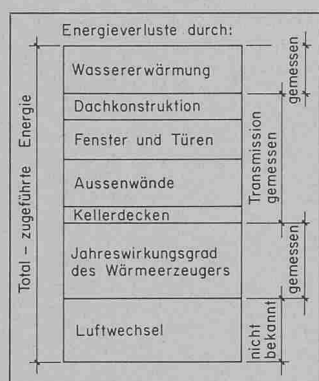 Energieverluste durch:
Wassererwärmung
Dachkonstruktion
Fenster und Türen
Aussenwände
Kellerdecken
Jahreswirkungsgrad
des Wärmeerzeugers
Luftwechsel
Total – zugeführte Energie
gemessen
Transmission
gemessen
gemessen
nicht
bekannt